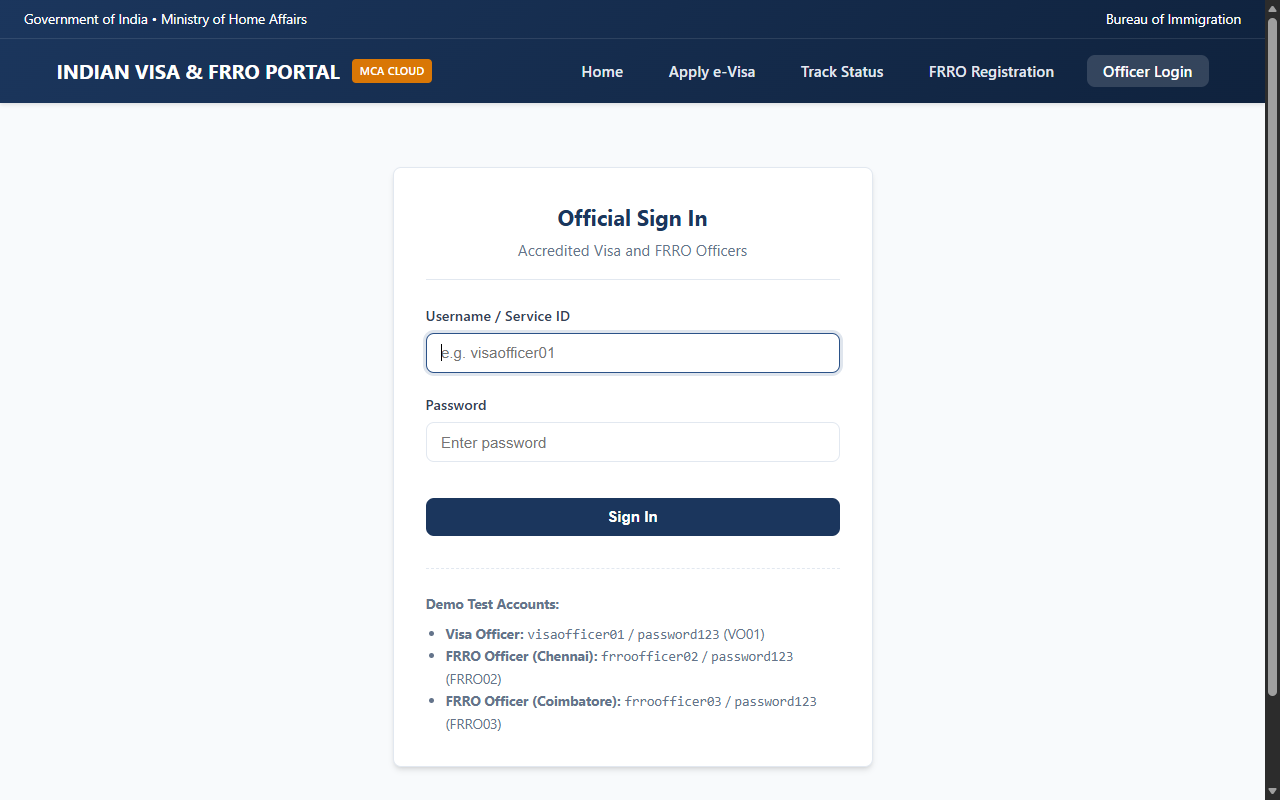 Government of India • Ministry of Home Affairs
Bureau of Immigration
INDIAN VISA & FRRO PORTAL MCA CLOUD
Home Apply e-Visa Track Status FRRO Registration Officer Login
Official Sign In
Accredited Visa and FRRO Officers
Username / Service ID
e.g. visaofficer01
Password
Enter password
Sign In
Demo Test Accounts:
• Visa Officer: visaofficer01 / password123 (VO01)
• FRRO Officer (Chennai): frroofficer02 / password123
(FRRO02)
• FRRO Officer (Coimbatore): frroofficer03 / password123
(FRRO03)